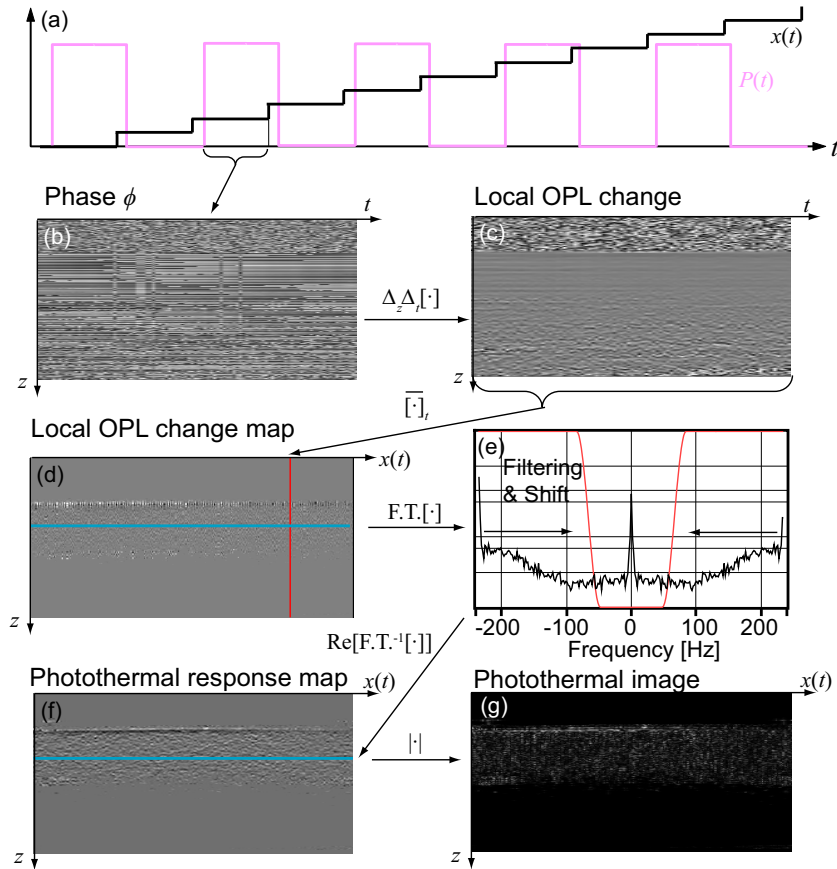 (a)
x(t)
P(t)
t
Phase ϕ
t
(b)
z
Δ_zΔ_t[·]
Local OPL change
t
(c)
z
\overline{[·]}_t
Local OPL change map
x(t)
(d)
z
F.T.[·]
(e)
Filtering
& Shift
-200 -100 0 100 200
Frequency [Hz]
Re[F.T.⁻¹[·]]
Photothermal response map
x(t)
(f)
z
|·|
Photothermal image
x(t)
(g)
z